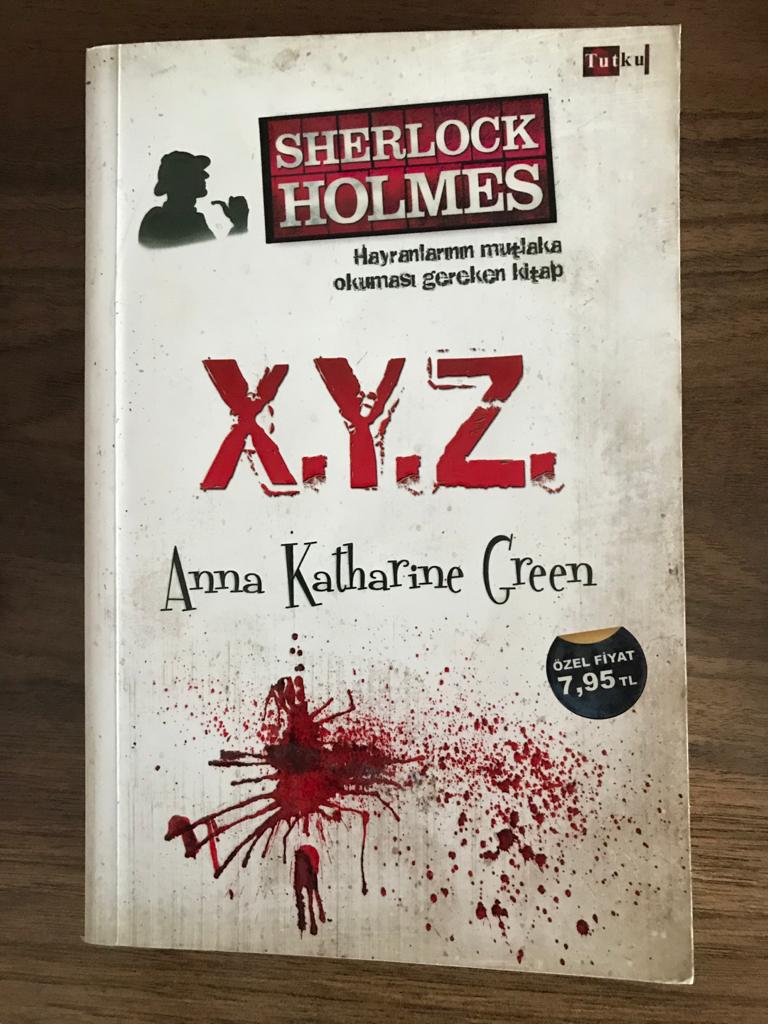 Tutku
SHERLOCK
HOLMES
Hayranlarının mutlaka
okuması gereken kitap
X.Y.Z.
Anna Katharine Green
ÖZEL FİYAT
7,95 TL